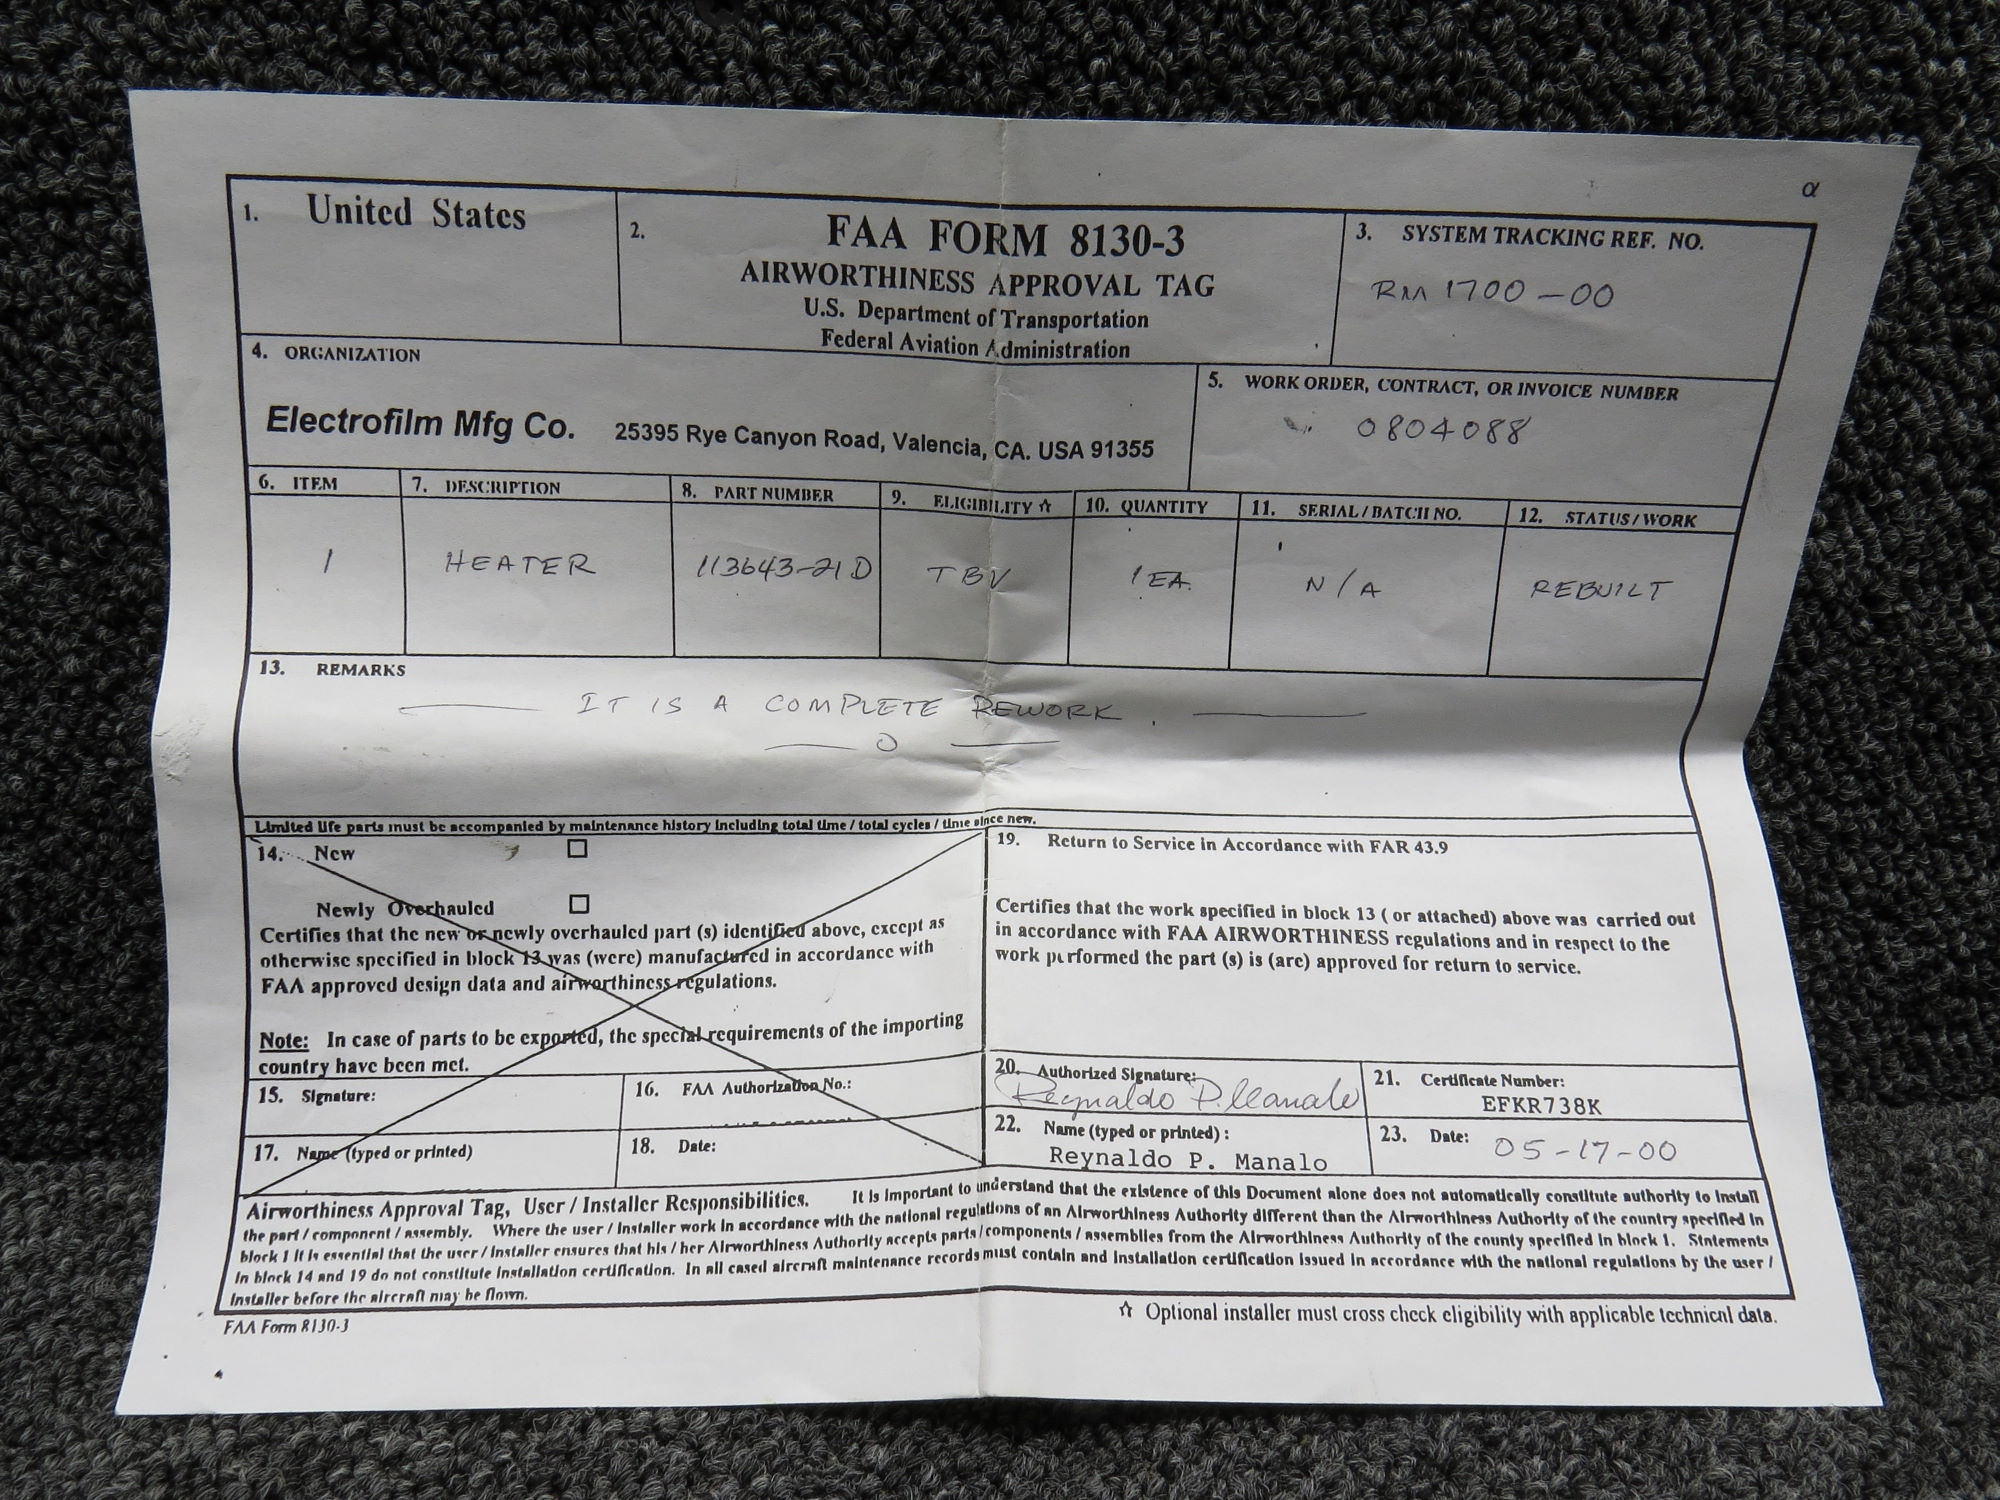 α
1. United States
2. FAA FORM 8130-3
AIRWORTHINESS APPROVAL TAG
U.S. Department of Transportation
Federal Aviation Administration
3. SYSTEM TRACKING REF. NO.
RM 1700-00
4. ORGANIZATION
Electrofilm Mfg Co. 25395 Rye Canyon Road, Valencia, CA. USA 91355
5. WORK ORDER, CONTRACT, OR INVOICE NUMBER
0804088
6. ITEM 7. DESCRIPTION 8. PART NUMBER 9. ELIGIBILITY ☆ 10. QUANTITY 11. SERIAL / BATCH NO. 12. STATUS / WORK
1 HEATER 113643-21D TBV 1EA. N/A REBUILT
13. REMARKS
IT IS A COMPLETE REWORK.
— O —
Limited life parts must be accompanied by maintenance history including total time / total cycles / time since new.
14. New ☐
Newly Overhauled ☐
Certifies that the new or newly overhauled part (s) identified above, except as
otherwise specified in block 13 was (were) manufactured in accordance with
FAA approved design data and airworthiness regulations.
Note: In case of parts to be exported, the special requirements of the importing
country have been met.
15. Signature:
16. FAA Authorization No.:
17. Name (typed or printed)
18. Date:
19. Return to Service in Accordance with FAR 43.9
Certifies that the work specified in block 13 ( or attached) above was carried out
in accordance with FAA AIRWORTHINESS regulations and in respect to the
work performed the part (s) is (are) approved for return to service.
20. Authorized Signature:
Reynaldo P. Manalo
21. Certificate Number:
EFKR738K
22. Name (typed or printed) :
Reynaldo P. Manalo
23. Date: 05-17-00
Airworthiness Approval Tag, User / Installer Responsibilities. It is important to understand that the existence of this Document alone does not automatically constitute authority to install
the part / component / assembly. Where the user / installer work in accordance with the national regulations of an Airworthiness Authority different than the Airworthiness Authority of the country specified in
block 1 it is essential that the user / installer ensures that his / her Airworthiness Authority accepts parts / components / assemblies from the Airworthiness Authority of the county specified in block 1. Statements
in block 14 and 19 do not constitute installation certification. In all cased aircraft maintenance records must contain and installation certification issued in accordance with the national regulations by the user /
installer before the aircraft may be flown.
FAA Form 8130-3
☆ Optional installer must cross check eligibility with applicable technical data.